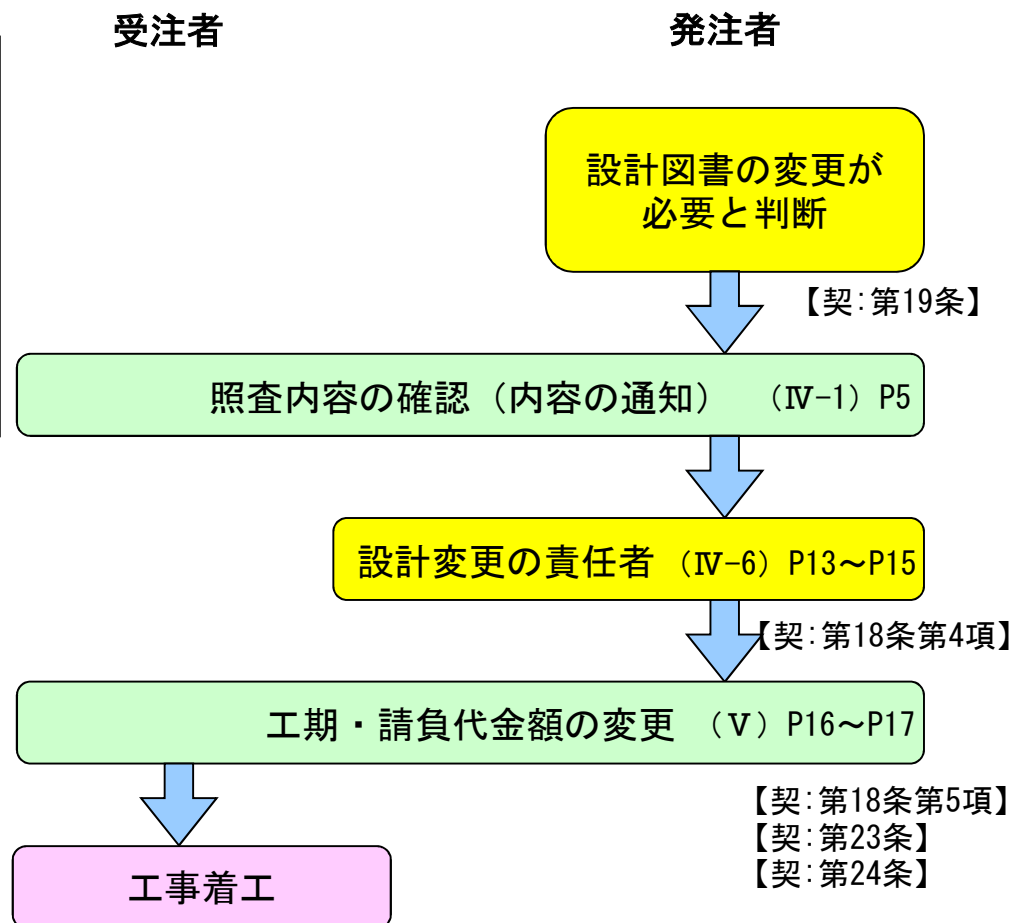 受注者
発注者
設計図書の変更が
必要と判断
【契:第19条】
照査内容の確認（内容の通知）　（Ⅳ-1）P5
設計変更の責任者（Ⅳ-6）P13～P15
【契:第18条第4項】
工期・請負代金額の変更　（Ⅴ）P16～P17
【契:第18条第5項】
【契:第23条】
【契:第24条】
工事着工